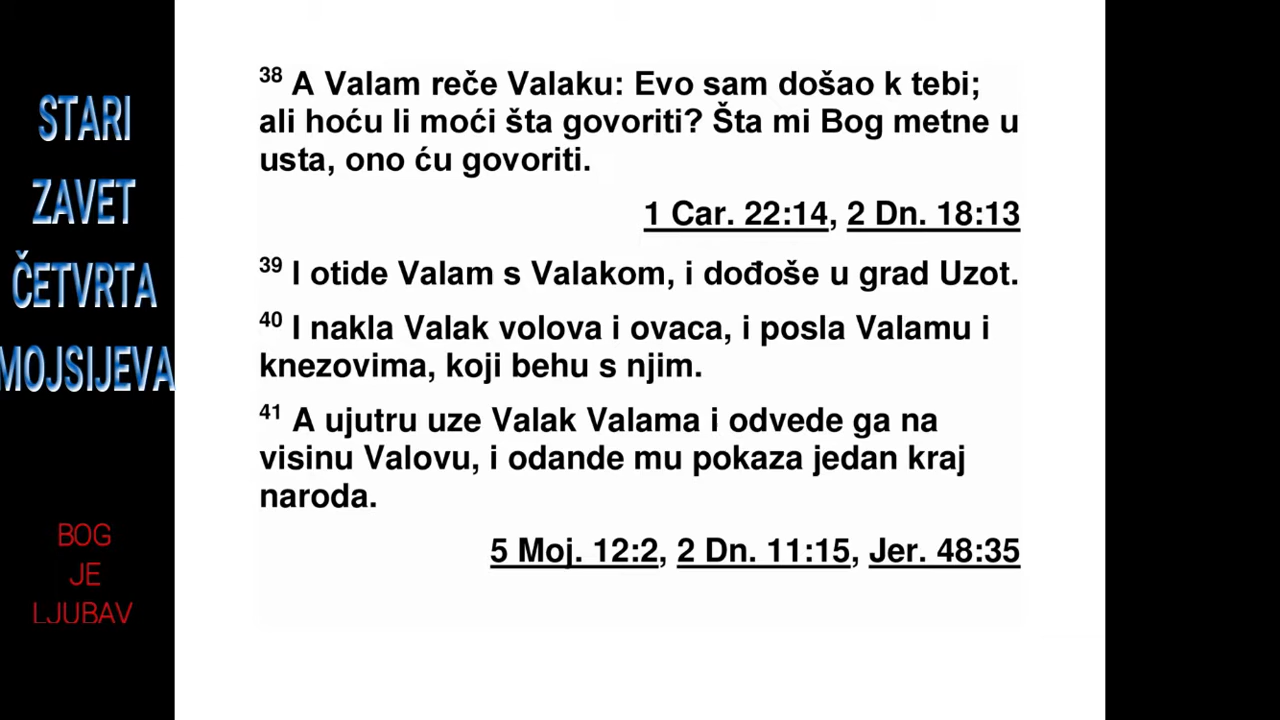 STARI
ZAVET
ČETVRTA
MOJSIJEVA
BOG
JE
LJUBAV
38 A Valam reče Valaku: Evo sam došao k tebi;
ali hoću li moći šta govoriti? Šta mi Bog metne u
usta, ono ću govoriti.
1 Car. 22:14, 2 Dn. 18:13
39 I otide Valam s Valakom, i dođoše u grad Uzot.
40 I nakla Valak volova i ovaca, i posla Valamu i
knezovima, koji behu s njim.
41 A ujutru uze Valak Valama i odvede ga na
visinu Valovu, i odande mu pokaza jedan kraj
naroda.
5 Moj. 12:2, 2 Dn. 11:15, Jer. 48:35